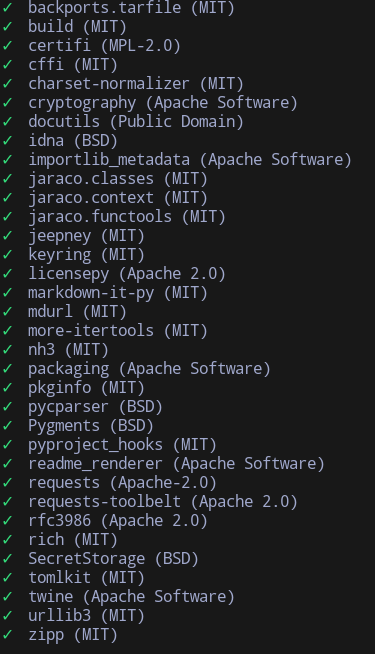 ✓ backports.tarfile (MIT)
✓ build (MIT)
✓ certifi (MPL-2.0)
✓ cffi (MIT)
✓ charset-normalizer (MIT)
✓ cryptography (Apache Software)
✓ docutils (Public Domain)
✓ idna (BSD)
✓ importlib_metadata (Apache Software)
✓ jaraco.classes (MIT)
✓ jaraco.context (MIT)
✓ jaraco.functools (MIT)
✓ jeepney (MIT)
✓ keyring (MIT)
✓ licensepy (Apache 2.0)
✓ markdown-it-py (MIT)
✓ mdurl (MIT)
✓ more-itertools (MIT)
✓ nh3 (MIT)
✓ packaging (Apache Software)
✓ pkginfo (MIT)
✓ pycparser (BSD)
✓ Pygments (BSD)
✓ pyproject_hooks (MIT)
✓ readme_renderer (Apache Software)
✓ requests (Apache-2.0)
✓ requests-toolbelt (Apache 2.0)
✓ rfc3986 (Apache 2.0)
✓ rich (MIT)
✓ SecretStorage (BSD)
✓ tomlkit (MIT)
✓ twine (Apache Software)
✓ urllib3 (MIT)
✓ zipp (MIT)